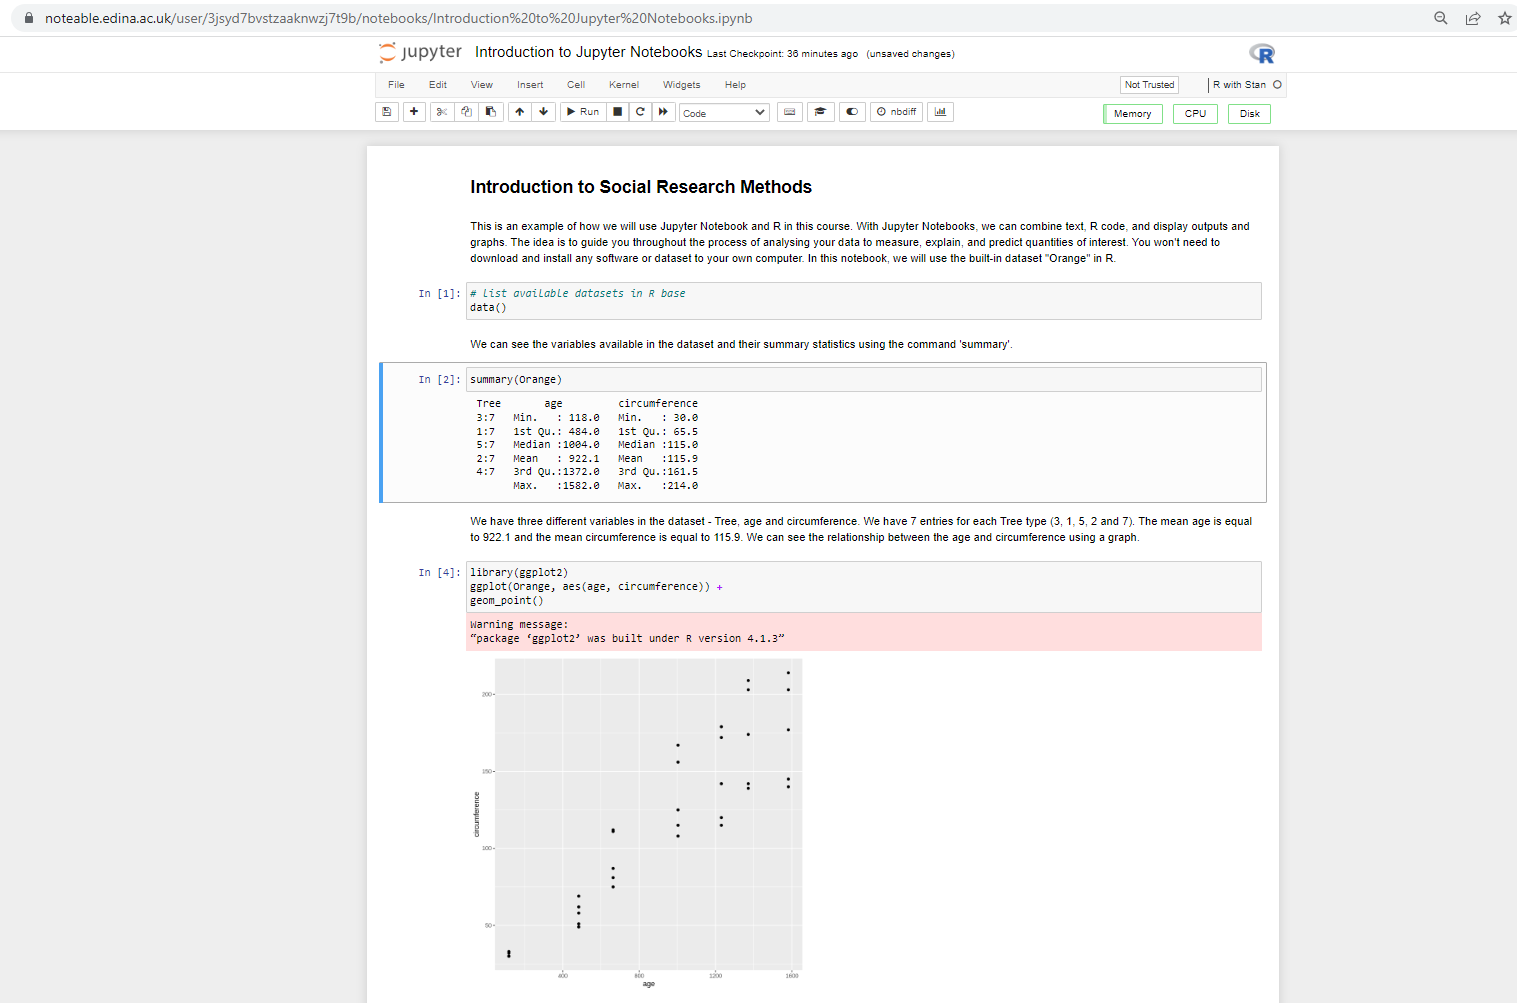 noteable.edina.ac.uk/user/3jsyd7bvstzaaknwzj7t9b/notebooks/Introduction%20to%20Jupyter%20Notebooks.ipynb
jupyter Introduction to Jupyter Notebooks Last Checkpoint: 36 minutes ago (unsaved changes)
R
File Edit View Insert Cell Kernel Widgets Help Not Trusted R with Stan
Run Code nbdiff Memory CPU Disk
Introduction to Social Research Methods
This is an example of how we will use Jupyter Notebook and R in this course. With Jupyter Notebooks, we can combine text, R code, and display outputs and
graphs. The idea is to guide you throughout the process of analysing your data to measure, explain, and predict quantities of interest. You won't need to
download and install any software or dataset to your own computer. In this notebook, we will use the built-in dataset "Orange" in R.
In [1]: # List available datasets in R base
data()
We can see the variables available in the dataset and their summary statistics using the command 'summary'.
In [2]: summary(Orange)
Tree age circumference
3:7 Min. : 118.0 Min. : 30.0
1:7 1st Qu.: 484.0 1st Qu.: 65.5
5:7 Median :1004.0 Median :115.0
2:7 Mean : 922.1 Mean :115.9
4:7 3rd Qu.:1372.0 3rd Qu.:161.5
Max. :1582.0 Max. :214.0
We have three different variables in the dataset - Tree, age and circumference. We have 7 entries for each Tree type (3, 1, 5, 2 and 7). The mean age is equal
to 922.1 and the mean circumference is equal to 115.9. We can see the relationship between the age and circumference using a graph.
In [4]: library(ggplot2)
ggplot(Orange, aes(age, circumference)) +
geom_point()
Warning message:
“package ‘ggplot2’ was built under R version 4.1.3”
200
150
circumference
100
50
400 800 1200 1600
age